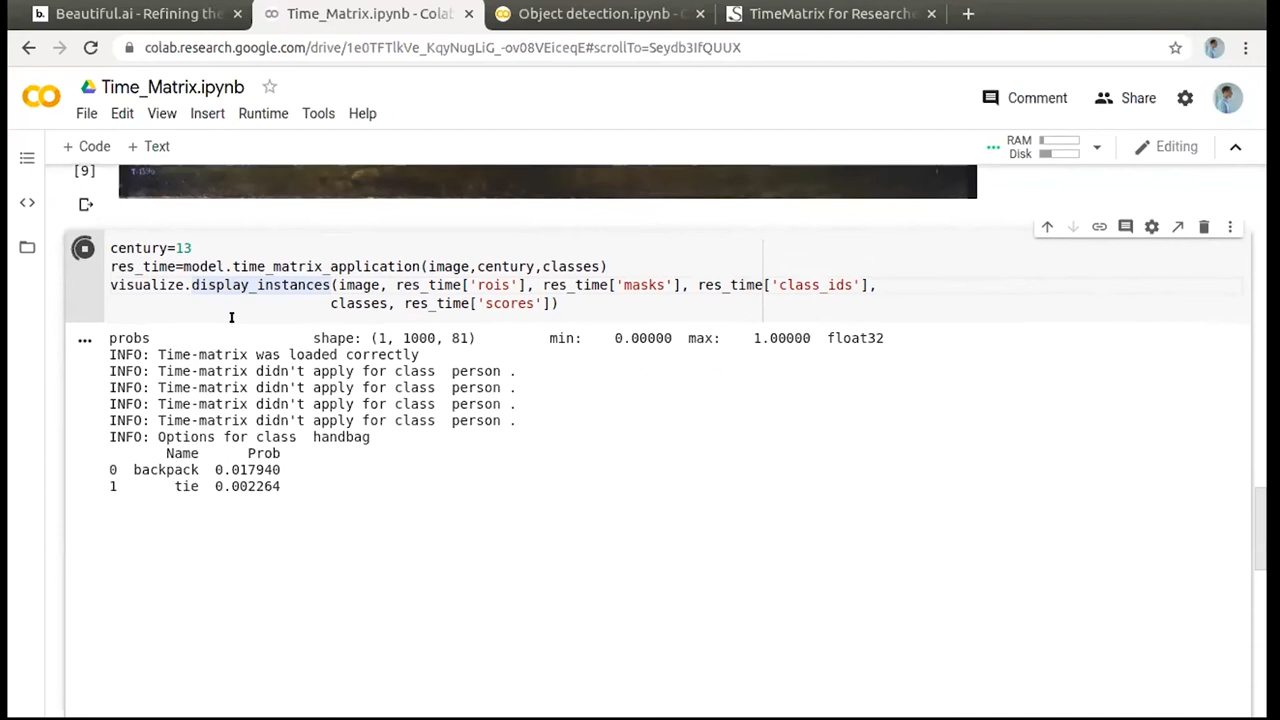 Beautiful.ai - Refining the
Time_Matrix.ipynb - Colab
Object detection.ipynb - C
TimeMatrix for Researche
colab.research.google.com/drive/1e0TFTlkVe_KqyNugLiG_-ov08VEiceqE#scrollTo=Seydb3IfQUUX
Time_Matrix.ipynb
Comment
Share
File Edit View Insert Runtime Tools Help
+ Code + Text
RAM
Disk
Editing
[9]
century=13
res_time=model.time_matrix_application(image,century,classes)
visualize.display_instances(image, res_time['rois'], res_time['masks'], res_time['class_ids'],
classes, res_time['scores'])
probs shape: (1, 1000, 81) min: 0.00000 max: 1.00000 float32
INFO: Time-matrix was loaded correctly
INFO: Time-matrix didn't apply for class person .
INFO: Time-matrix didn't apply for class person .
INFO: Time-matrix didn't apply for class person .
INFO: Time-matrix didn't apply for class person .
INFO: Options for class handbag
Name Prob
0 backpack 0.017940
1 tie 0.002264